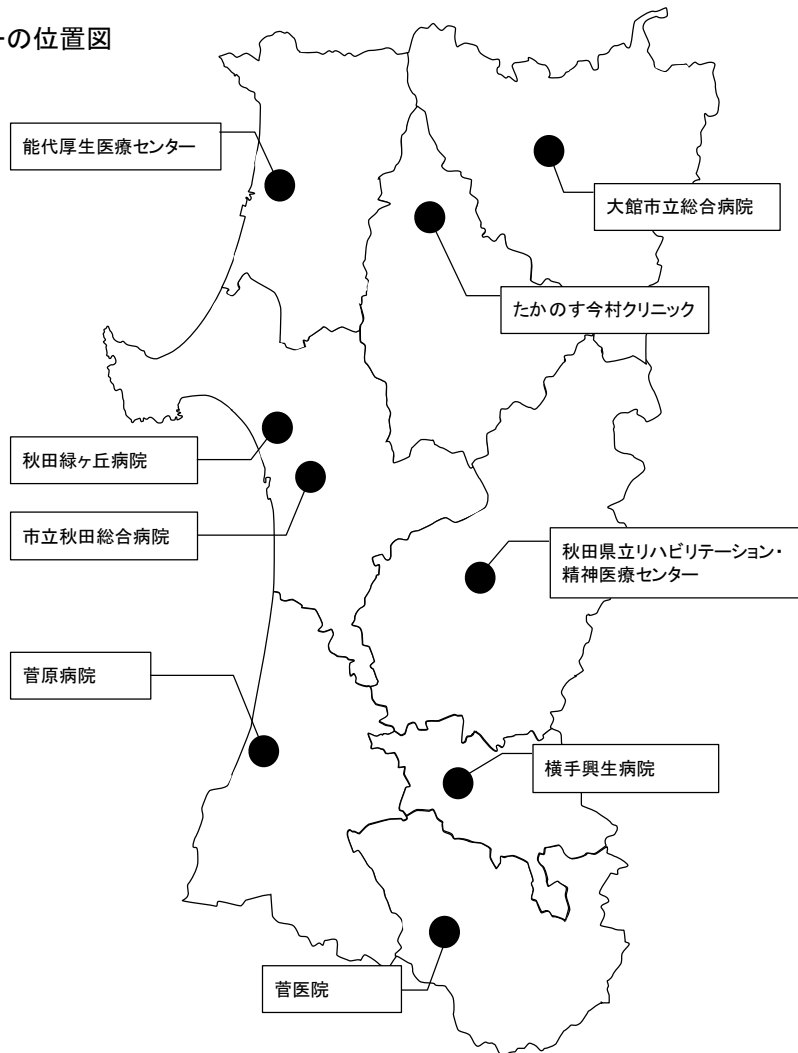 ーの位置図
能代厚生医療センター
大館市立総合病院
たかのす今村クリニック
秋田緑ヶ丘病院
市立秋田総合病院
秋田県立リハビリテーション・
精神医療センター
菅原病院
横手興生病院
菅医院